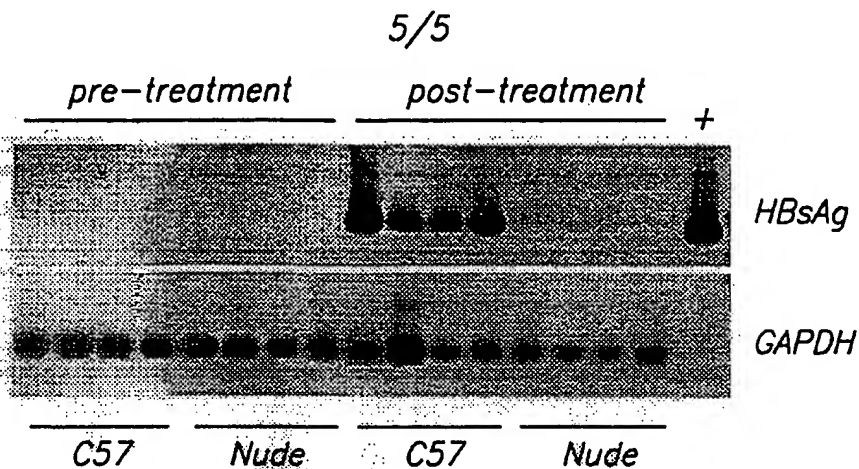 5/5
pre-treatment post-treatment +
HBsAg
GAPDH
C57 Nude C57 Nude